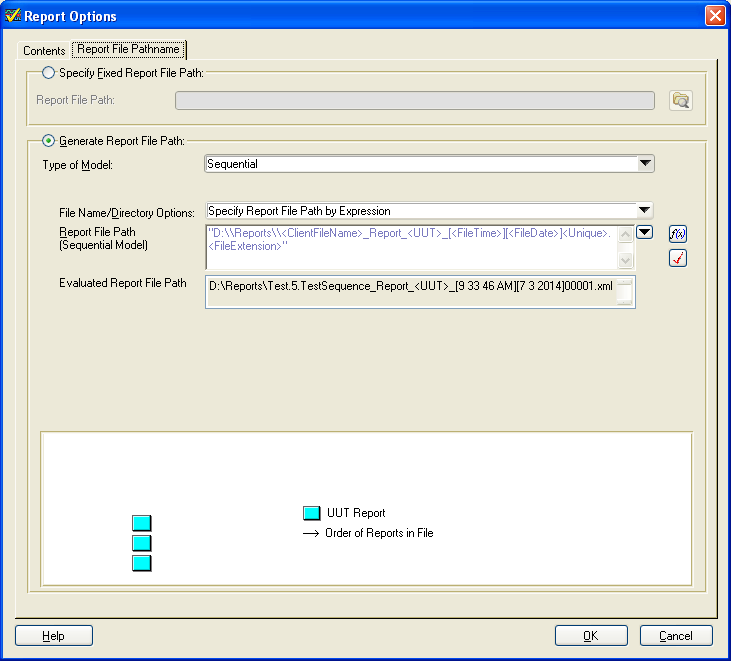 Report Options
Contents
Report File Pathname
Specify Fixed Report File Path:
Report File Path:
Generate Report File Path:
Type of Model:
Sequential
File Name/Directory Options:
Specify Report File Path by Expression
Report File Path
(Sequential Model)
"D:\\Reports\\<ClientFileName>_Report_<UUT>_[<FileTime>][<FileDate>]<Unique>.
<FileExtension>"
f(x)
Evaluated Report File Path
D:\Reports\Test.5.TestSequence_Report_<UUT>_[9 33 46 AM][7 3 2014]00001.xml
UUT Report
Order of Reports in File
Help
OK
Cancel